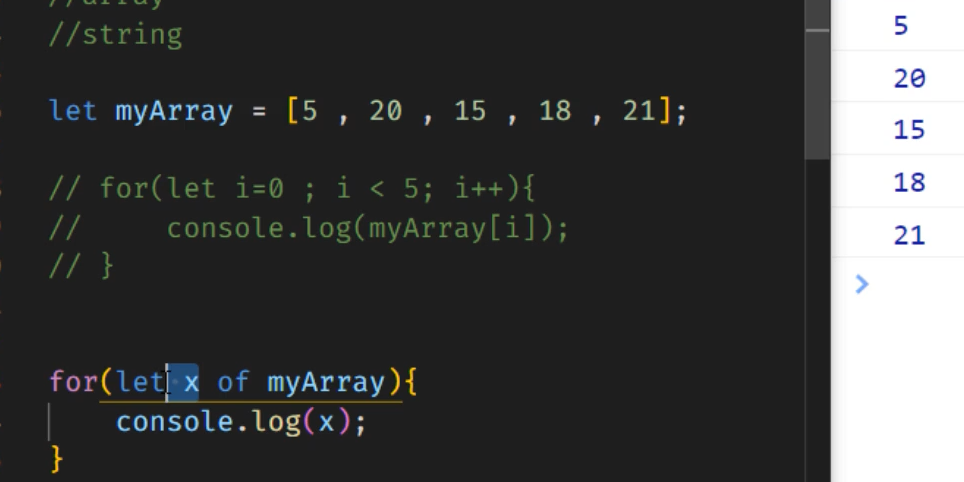 //array
//string
let myArray = [5 , 20 , 15 , 18 , 21];
// for(let i=0 ; i < 5; i++){
//     console.log(myArray[i]);
// }
for(let x of myArray){
    console.log(x);
}
5
20
15
18
21
>